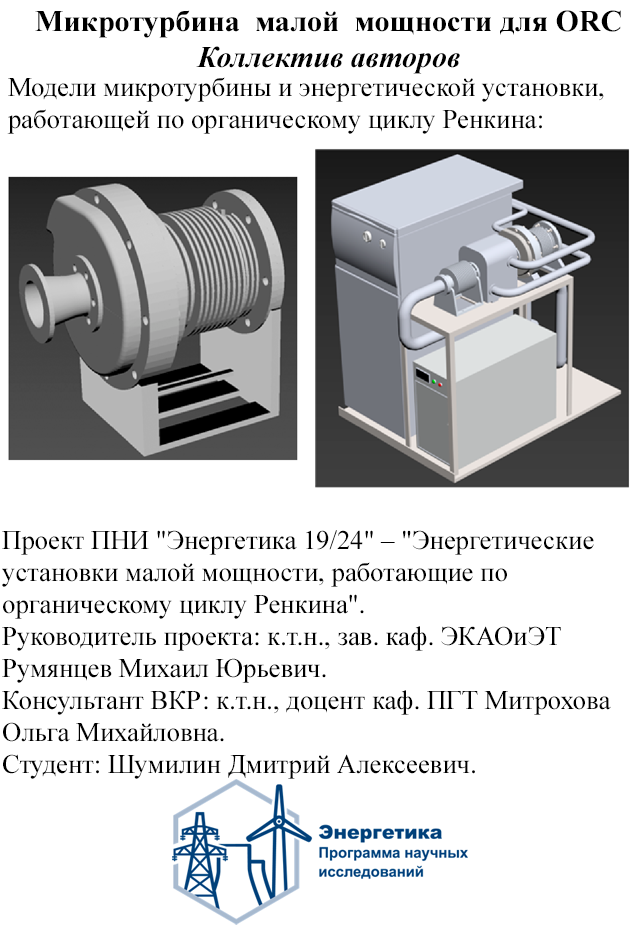 Микротурбина малой мощности для ORC
Коллектив авторов
Модели микротурбины и энергетической установки,
работающей по органическому циклу Ренкина:
Проект ПНИ "Энергетика 19/24" – "Энергетические
установки малой мощности, работающие по
органическому циклу Ренкина".
Руководитель проекта: к.т.н., зав. каф. ЭКАОиЭТ
Румянцев Михаил Юрьевич.
Консультант ВКР: к.т.н., доцент каф. ПГТ Митрохова
Ольга Михайловна.
Студент: Шумилин Дмитрий Алексеевич.
Энергетика
Программа научных
исследований